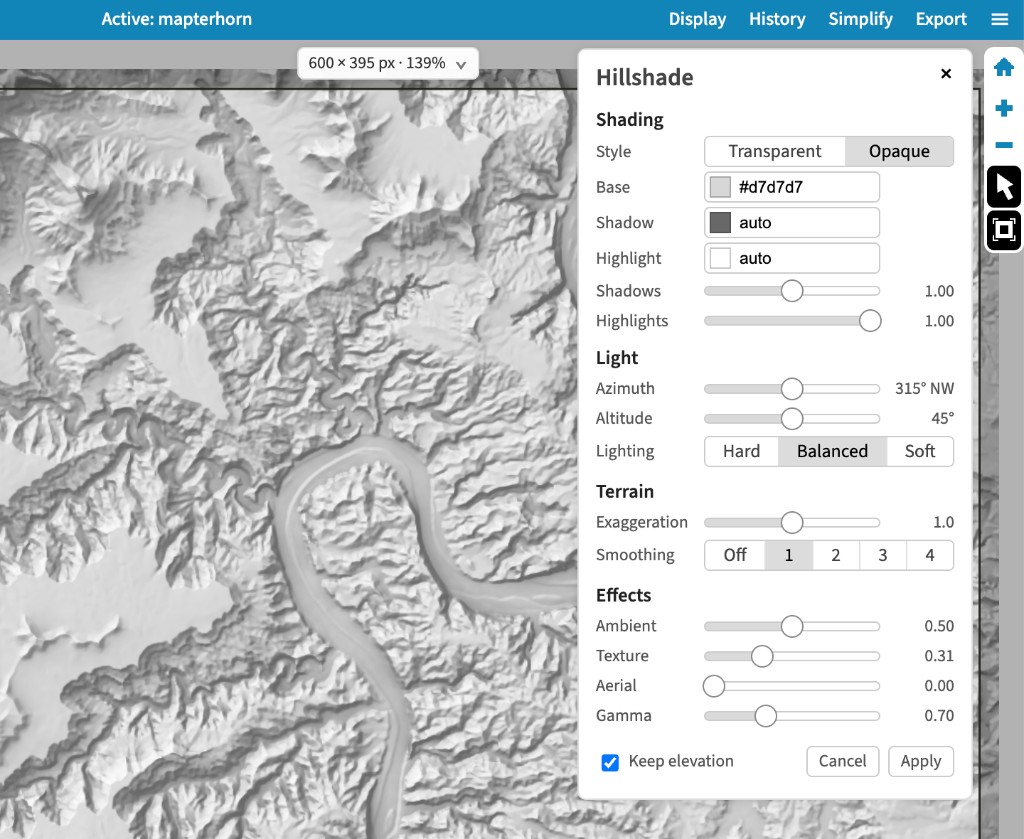 Active: mapterhorn
Display History Simplify Export
600 × 395 px · 139%
Hillshade
Shading
Style Transparent Opaque
Base #d7d7d7
Shadow auto
Highlight auto
Shadows 1.00
Highlights 1.00
Light
Azimuth 315° NW
Altitude 45°
Lighting Hard Balanced Soft
Terrain
Exaggeration 1.0
Smoothing Off 1 2 3 4
Effects
Ambient 0.50
Texture 0.31
Aerial 0.00
Gamma 0.70
Keep elevation Cancel Apply